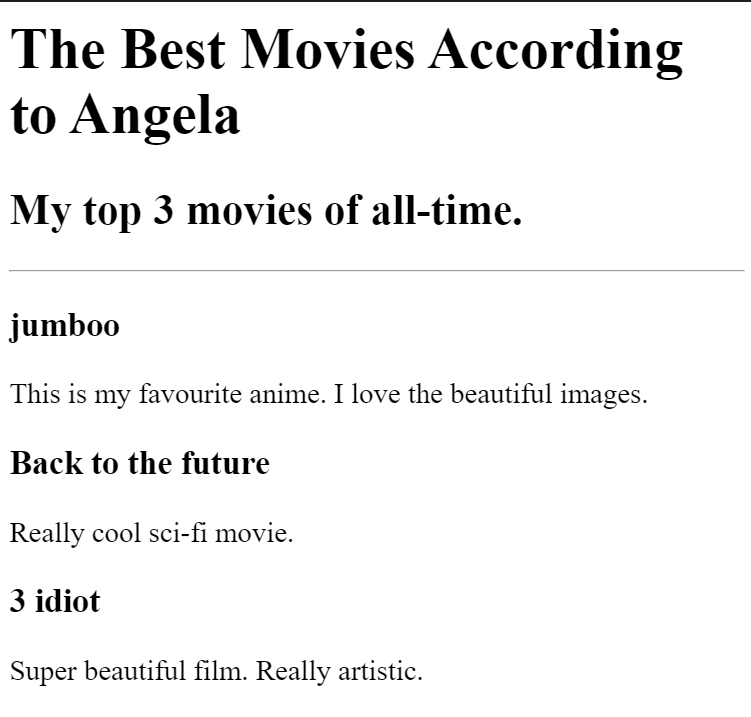 The Best Movies According
to Angela
My top 3 movies of all-time.
jumboo
This is my favourite anime. I love the beautiful images.
Back to the future
Really cool sci-fi movie.
3 idiot
Super beautiful film. Really artistic.